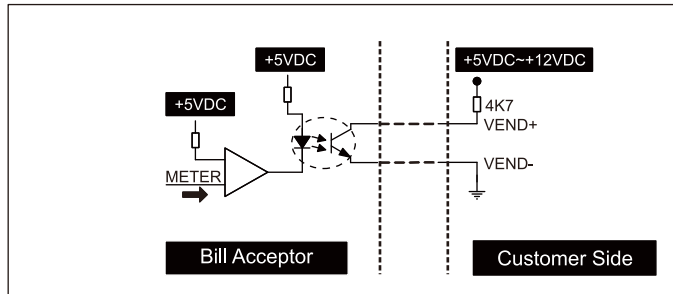 +5VDC
+5VDC~+12VDC
+5VDC
4K7
VEND+
METER
VEND-
Bill Acceptor
Customer Side